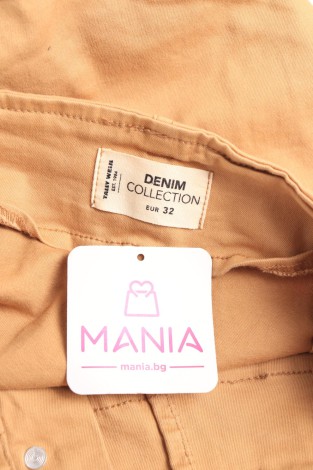 TALLY WEiJL
EST. 1984
DENIM
COLLECTION
EUR 32
MANIA
mania.bg